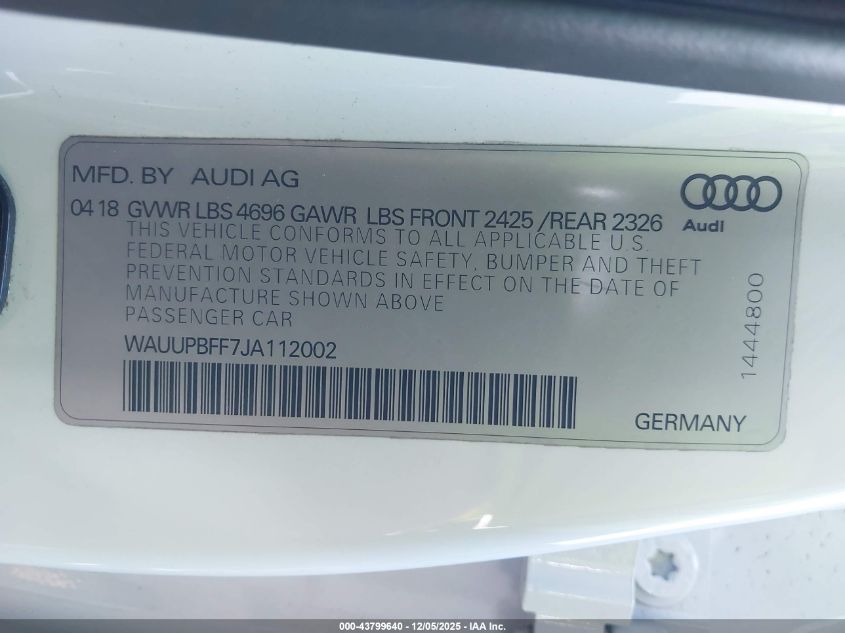 MFD. BY AUDI AG
Audi
04 18 GVWR LBS 4696 GAWR LBS FRONT 2425 /REAR 2326
THIS VEHICLE CONFORMS TO ALL APPLICABLE U.S.
FEDERAL MOTOR VEHICLE SAFETY, BUMPER AND THEFT
PREVENTION STANDARDS IN EFFECT ON THE DATE OF
MANUFACTURE SHOWN ABOVE
PASSENGER CAR
WAUUPBFF7JA112002
1444800
GERMANY
000-43799640 - 12/05/2025 - IAA Inc.